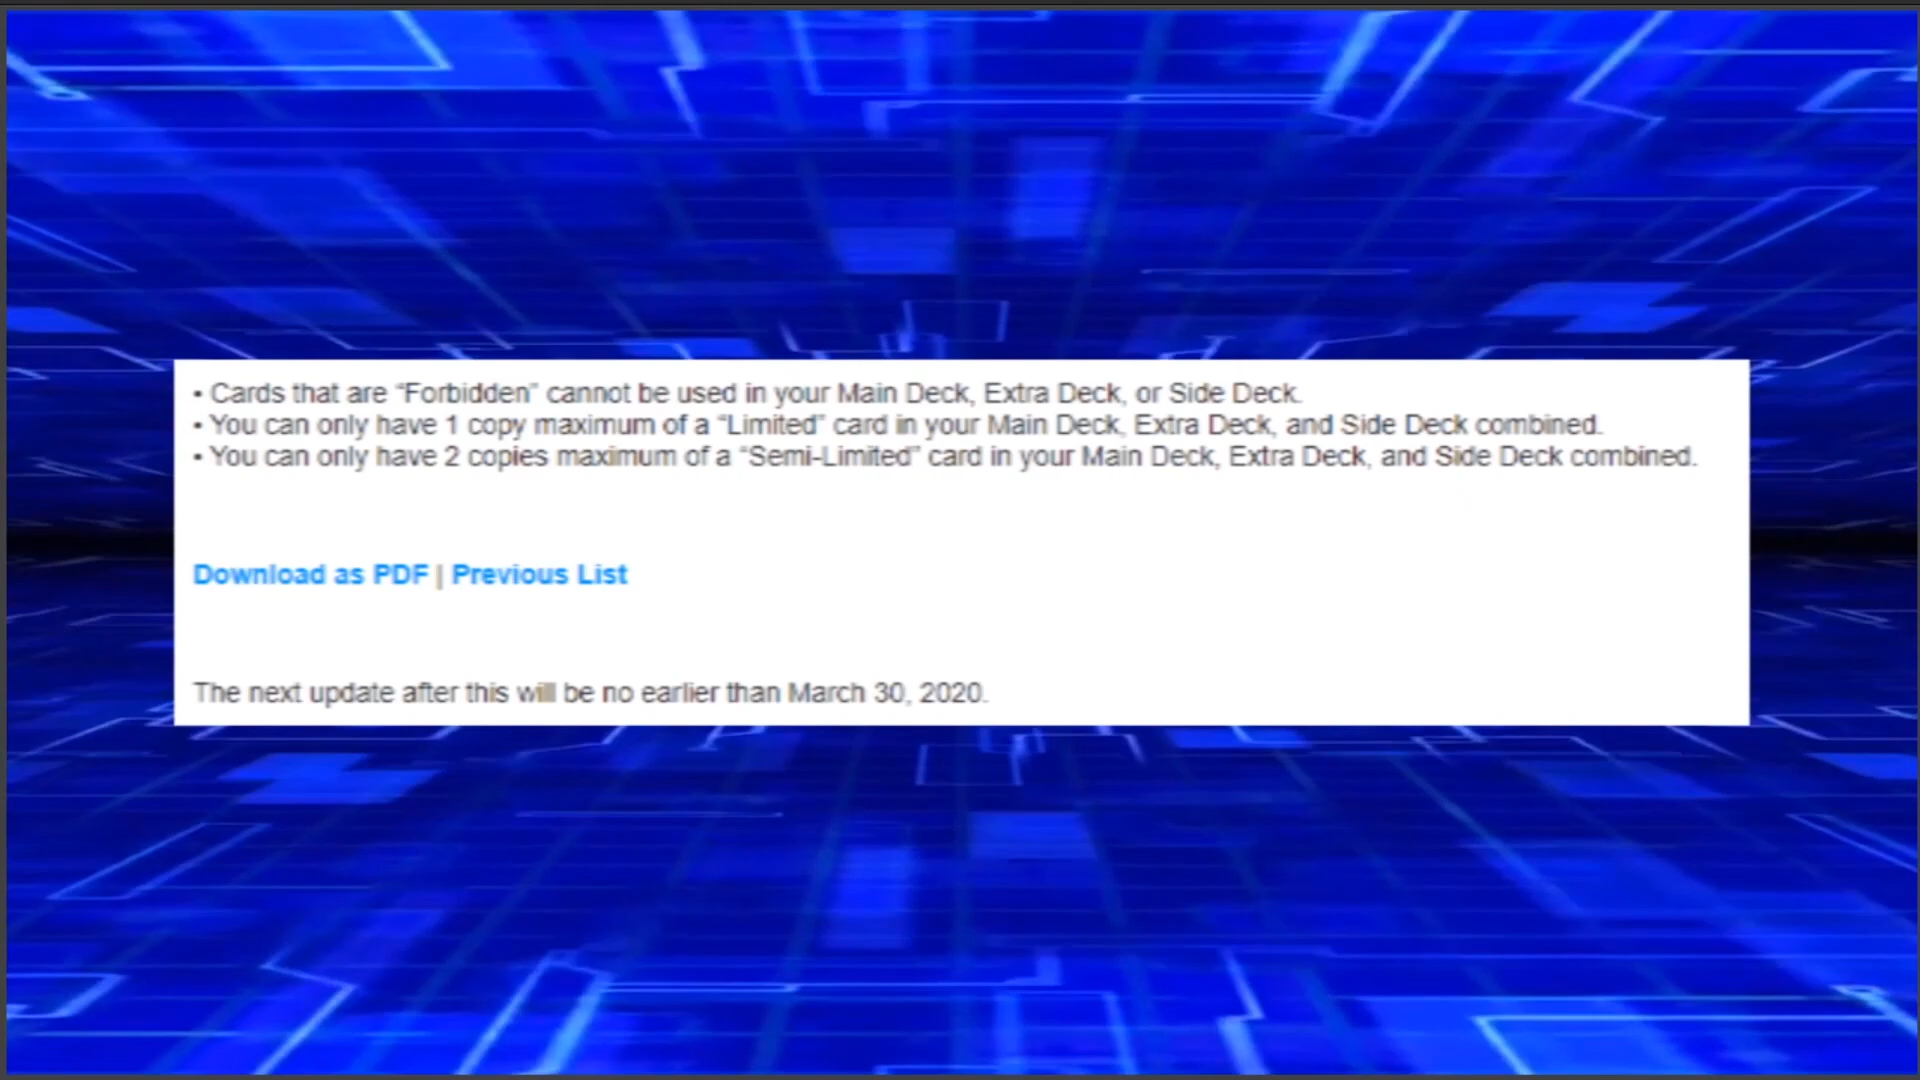 • Cards that are “Forbidden” cannot be used in your Main Deck, Extra Deck, or Side Deck.
• You can only have 1 copy maximum of a “Limited” card in your Main Deck, Extra Deck, and Side Deck combined.
• You can only have 2 copies maximum of a “Semi-Limited” card in your Main Deck, Extra Deck, and Side Deck combined.
Download as PDF | Previous List
The next update after this will be no earlier than March 30, 2020.